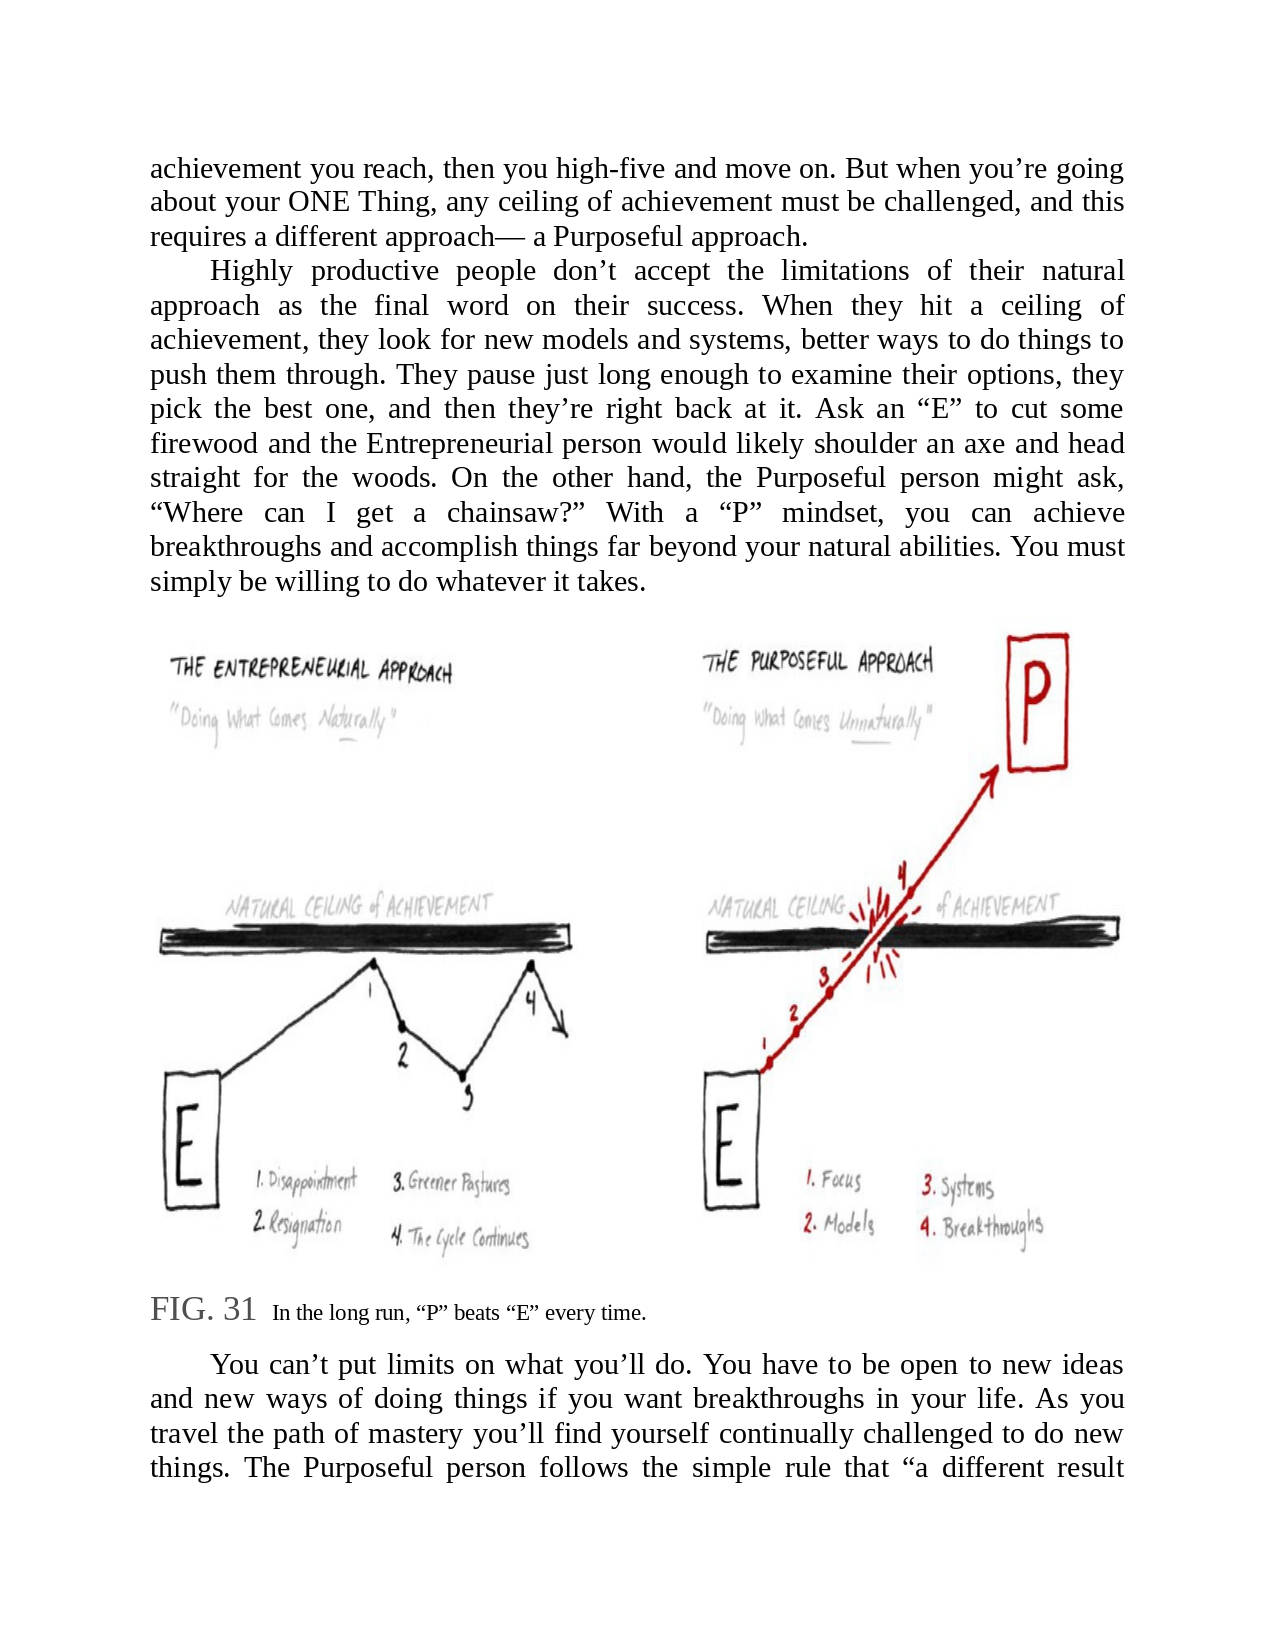 achievement you reach, then you high-five and move on. But when you’re going
about your ONE Thing, any ceiling of achievement must be challenged, and this
requires a different approach— a Purposeful approach.
Highly productive people don’t accept the limitations of their natural
approach as the final word on their success. When they hit a ceiling of
achievement, they look for new models and systems, better ways to do things to
push them through. They pause just long enough to examine their options, they
pick the best one, and then they’re right back at it. Ask an “E” to cut some
firewood and the Entrepreneurial person would likely shoulder an axe and head
straight for the woods. On the other hand, the Purposeful person might ask,
“Where can I get a chainsaw?” With a “P” mindset, you can achieve
breakthroughs and accomplish things far beyond your natural abilities. You must
simply be willing to do whatever it takes.
THE ENTREPRENEURIAL APPROACH
"Doing What Comes Naturally"
NATURAL CEILING of ACHIEVEMENT
1
2
3
4
E
1. Disappointment
2. Resignation
3. Greener Pastures
4. The Cycle Continues
THE PURPOSEFUL APPROACH
"Doing What Comes Unnaturally"
P
NATURAL CEILING of ACHIEVEMENT
4
3
2
1
E
1. Focus
2. Models
3. Systems
4. Breakthroughs
FIG. 31 In the long run, “P” beats “E” every time.
You can’t put limits on what you’ll do. You have to be open to new ideas
and new ways of doing things if you want breakthroughs in your life. As you
travel the path of mastery you’ll find yourself continually challenged to do new
things. The Purposeful person follows the simple rule that “a different result